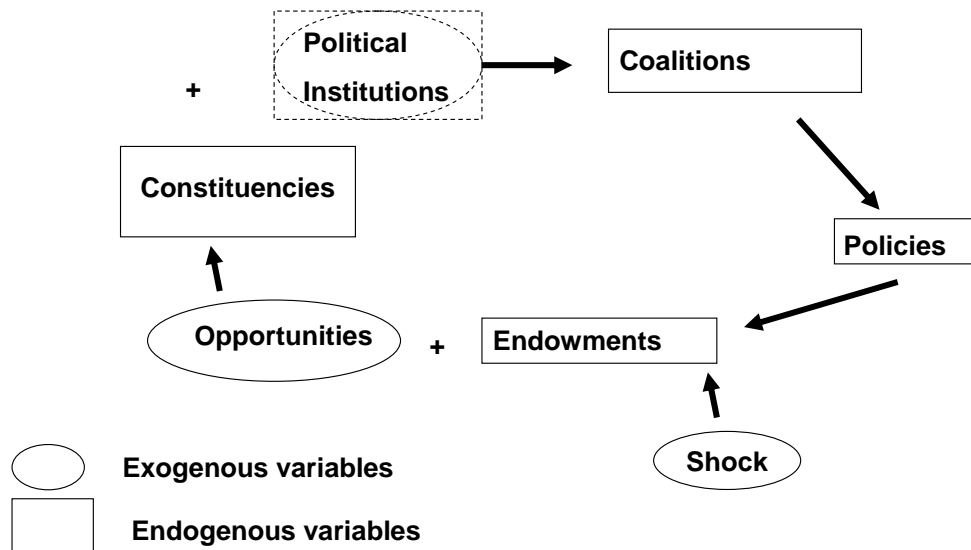 Political
Institutions
Coalitions
+
Constituencies
Policies
Opportunities
+
Endowments
Shock
Exogenous variables
Endogenous variables